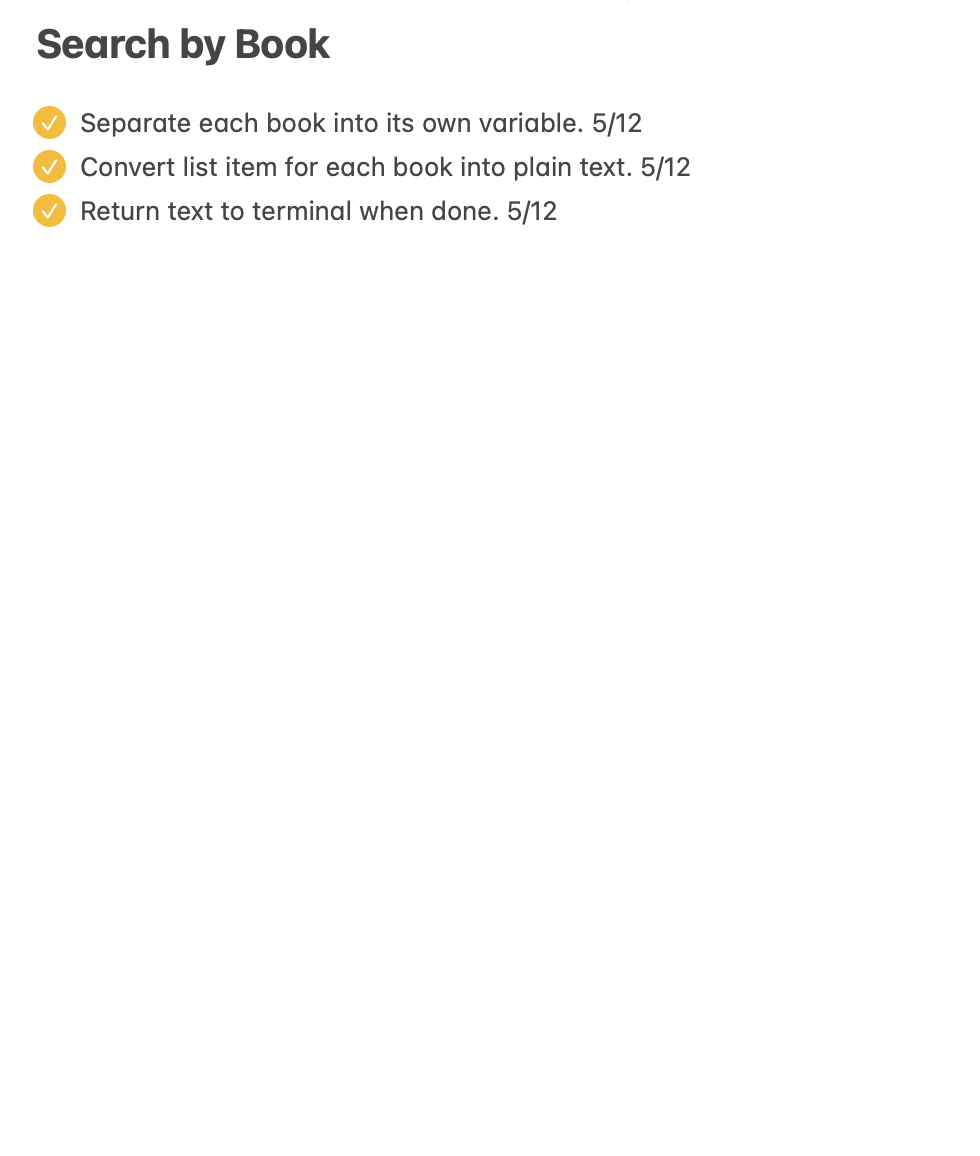 Search by Book
Separate each book into its own variable. 5/12
Convert list item for each book into plain text. 5/12
Return text to terminal when done. 5/12